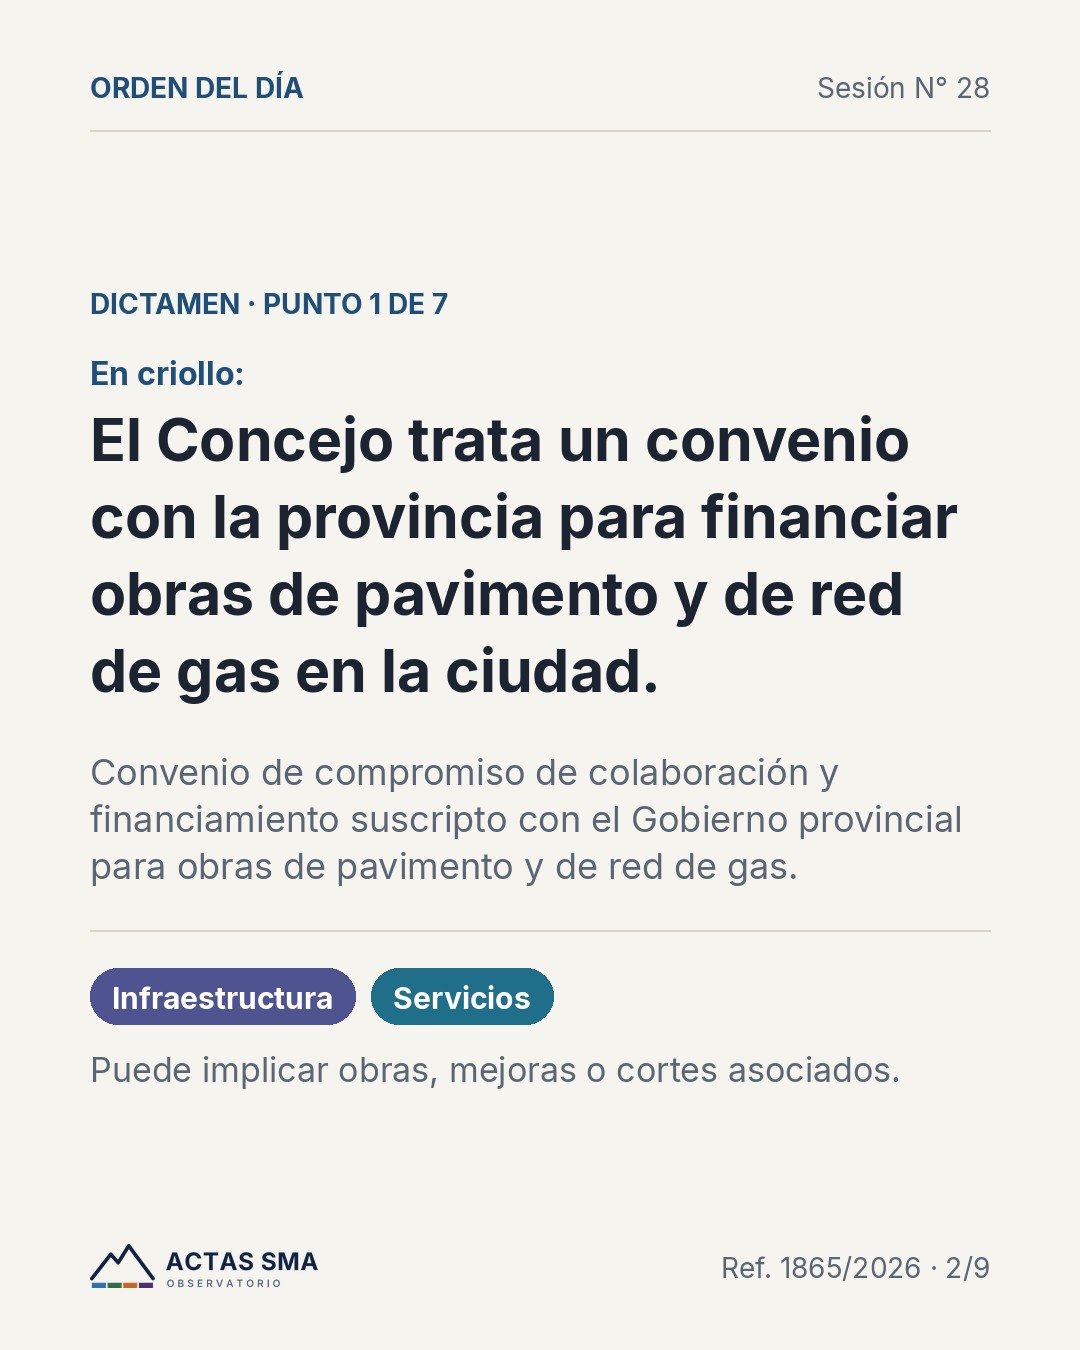 ORDEN DEL DÍA
Sesión N° 28
DICTAMEN · PUNTO 1 DE 7
En criollo:
El Concejo trata un convenio
con la provincia para financiar
obras de pavimento y de red
de gas en la ciudad.
Convenio de compromiso de colaboración y
financiamiento suscripto con el Gobierno provincial
para obras de pavimento y de red de gas.
Infraestructura
Servicios
Puede implicar obras, mejoras o cortes asociados.
ACTAS SMA
OBSERVATORIO
Ref. 1865/2026 · 2/9